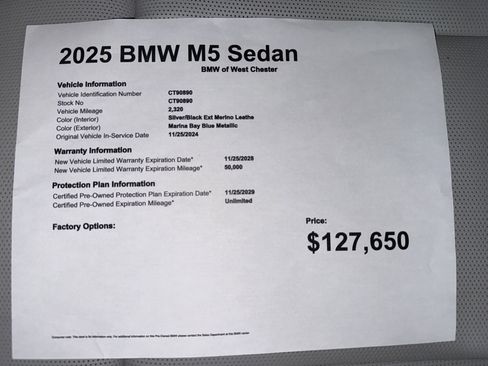 2025 BMW M5 Sedan
BMW of West Chester
Vehicle Information
Vehicle Identification Number CT90890
Stock No CT90890
Vehicle Mileage 2,320
Color (Interior) Silver/Black Ext Merino Leathe
Color (Exterior) Marina Bay Blue Metallic
Original Vehicle In-Service Date 11/25/2024
Warranty Information
New Vehicle Limited Warranty Expiration Date* 11/25/2028
New Vehicle Limited Warranty Expiration Mileage* 50,000
Protection Plan Information
Certified Pre-Owned Protection Plan Expiration Date* 11/25/2029
Certified Pre-Owned Expiration Mileage* Unlimited
Factory Options:
Price:
$127,650